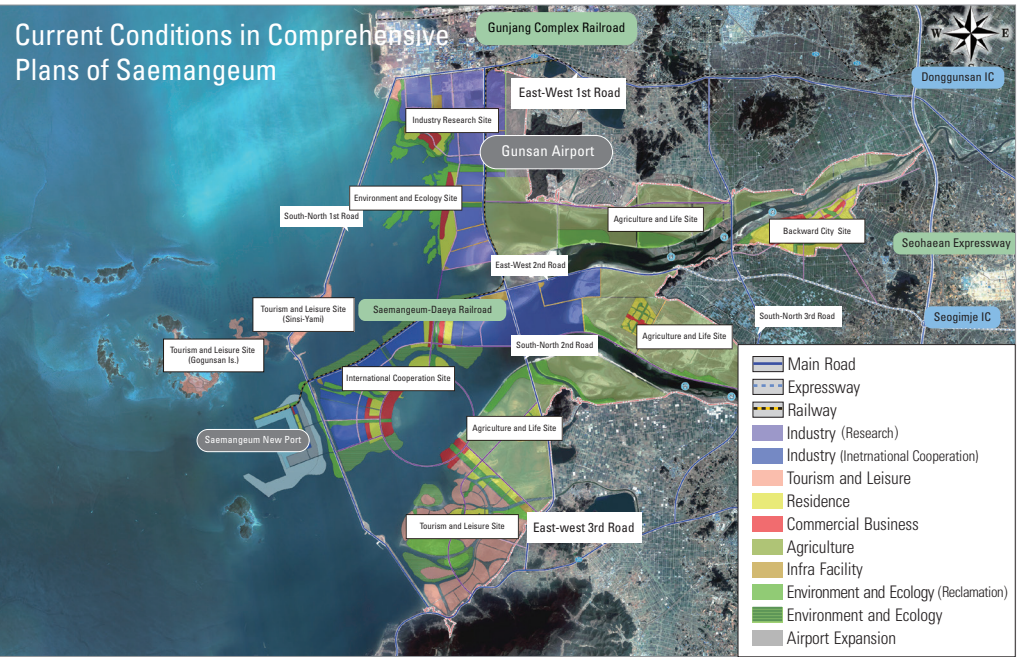 Current Conditions in Comprehensive
Plans of Saemangeum
Gunjang Complex Railroad
W
E
Donggunsan IC
East-West 1st Road
Industry Research Site
Gunsan Airport
Environment and Ecology Site
South-North 1st Road
Agriculture and Life Site
Backward City Site
Seohaean Expressway
East-West 2nd Road
Tourism and Leisure Site
(Sinsi-Yami)
Saemangeum-Daeya Railroad
South-North 3rd Road
Seogimje IC
Agriculture and Life Site
South-North 2nd Road
Tourism and Leisure Site
(Gogunsan Is.)
International Cooperation Site
Agriculture and Life Site
Saemangeum New Port
Tourism and Leisure Site
East-west 3rd Road
Main Road
Expressway
Railway
Industry (Research)
Industry (Inetrnational Cooperation)
Tourism and Leisure
Residence
Commercial Business
Agriculture
Infra Facility
Environment and Ecology (Reclamation)
Environment and Ecology
Airport Expansion